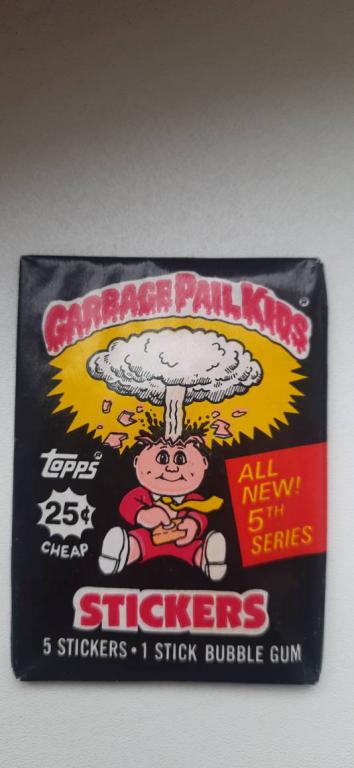 GARBAGE PAIL KIDS®
TOPPS®
25¢
CHEAP
ALL
NEW!
5TH
SERIES
STICKERS
5 STICKERS • 1 STICK BUBBLE GUM